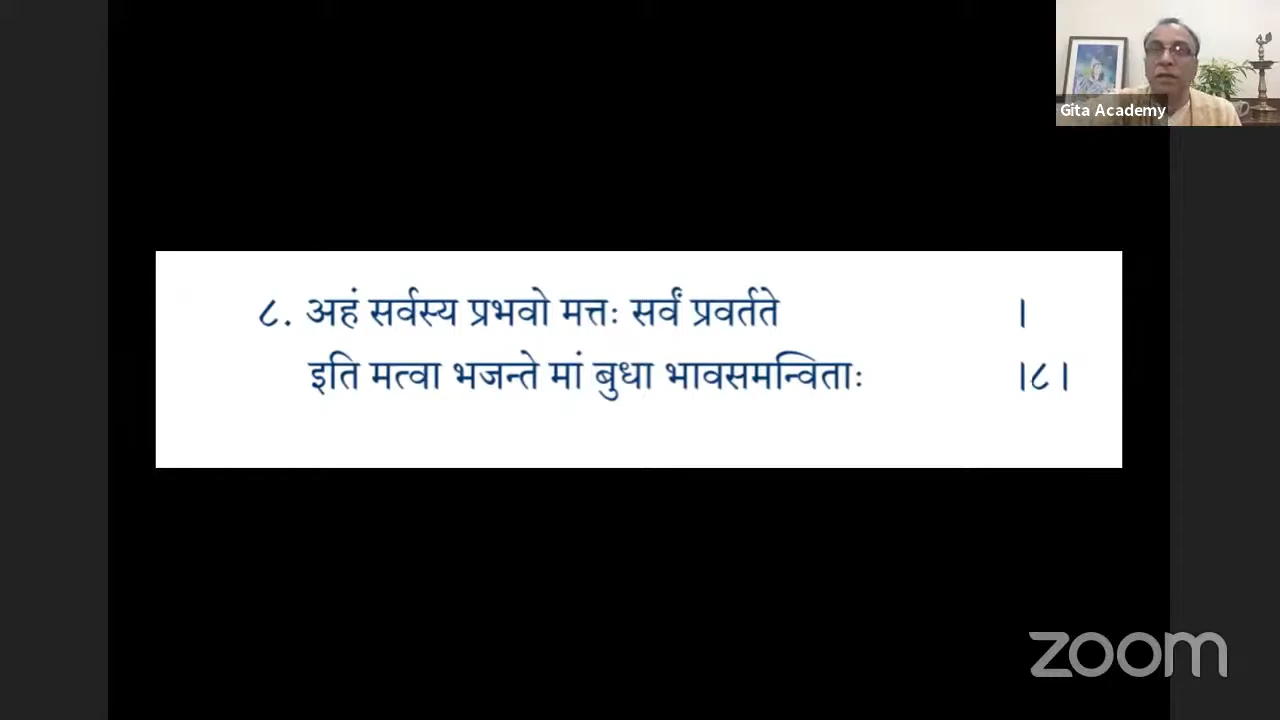 Gita Academy
८. अहं सर्वस्य प्रभवो मत्तः सर्वं प्रवर्तते ।
इति मत्वा भजन्ते मां बुधा भावसमन्विताः ।८।
zoom